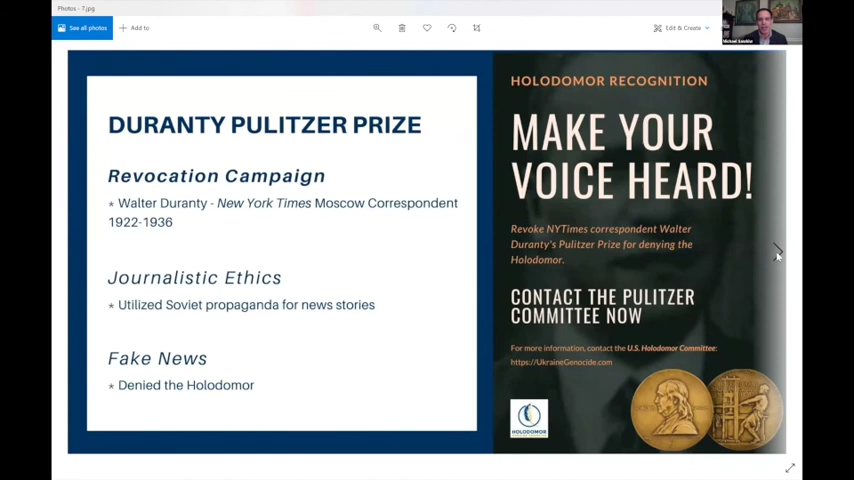 Photos - 7.jpg
See all photos
Add to
Edit & Create
DURANTY PULITZER PRIZE
Revocation Campaign
* Walter Duranty - New York Times Moscow Correspondent
1922-1936
Journalistic Ethics
* Utilized Soviet propaganda for news stories
Fake News
* Denied the Holodomor
HOLODOMOR RECOGNITION
MAKE YOUR
VOICE HEARD!
Revoke NYTimes correspondent Walter
Duranty's Pulitzer Prize for denying the
Holodomor.
CONTACT THE PULITZER
COMMITTEE NOW
For more information, contact the U.S. Holodomor Committee:
https://UkraineGenocide.com
HOLODOMOR